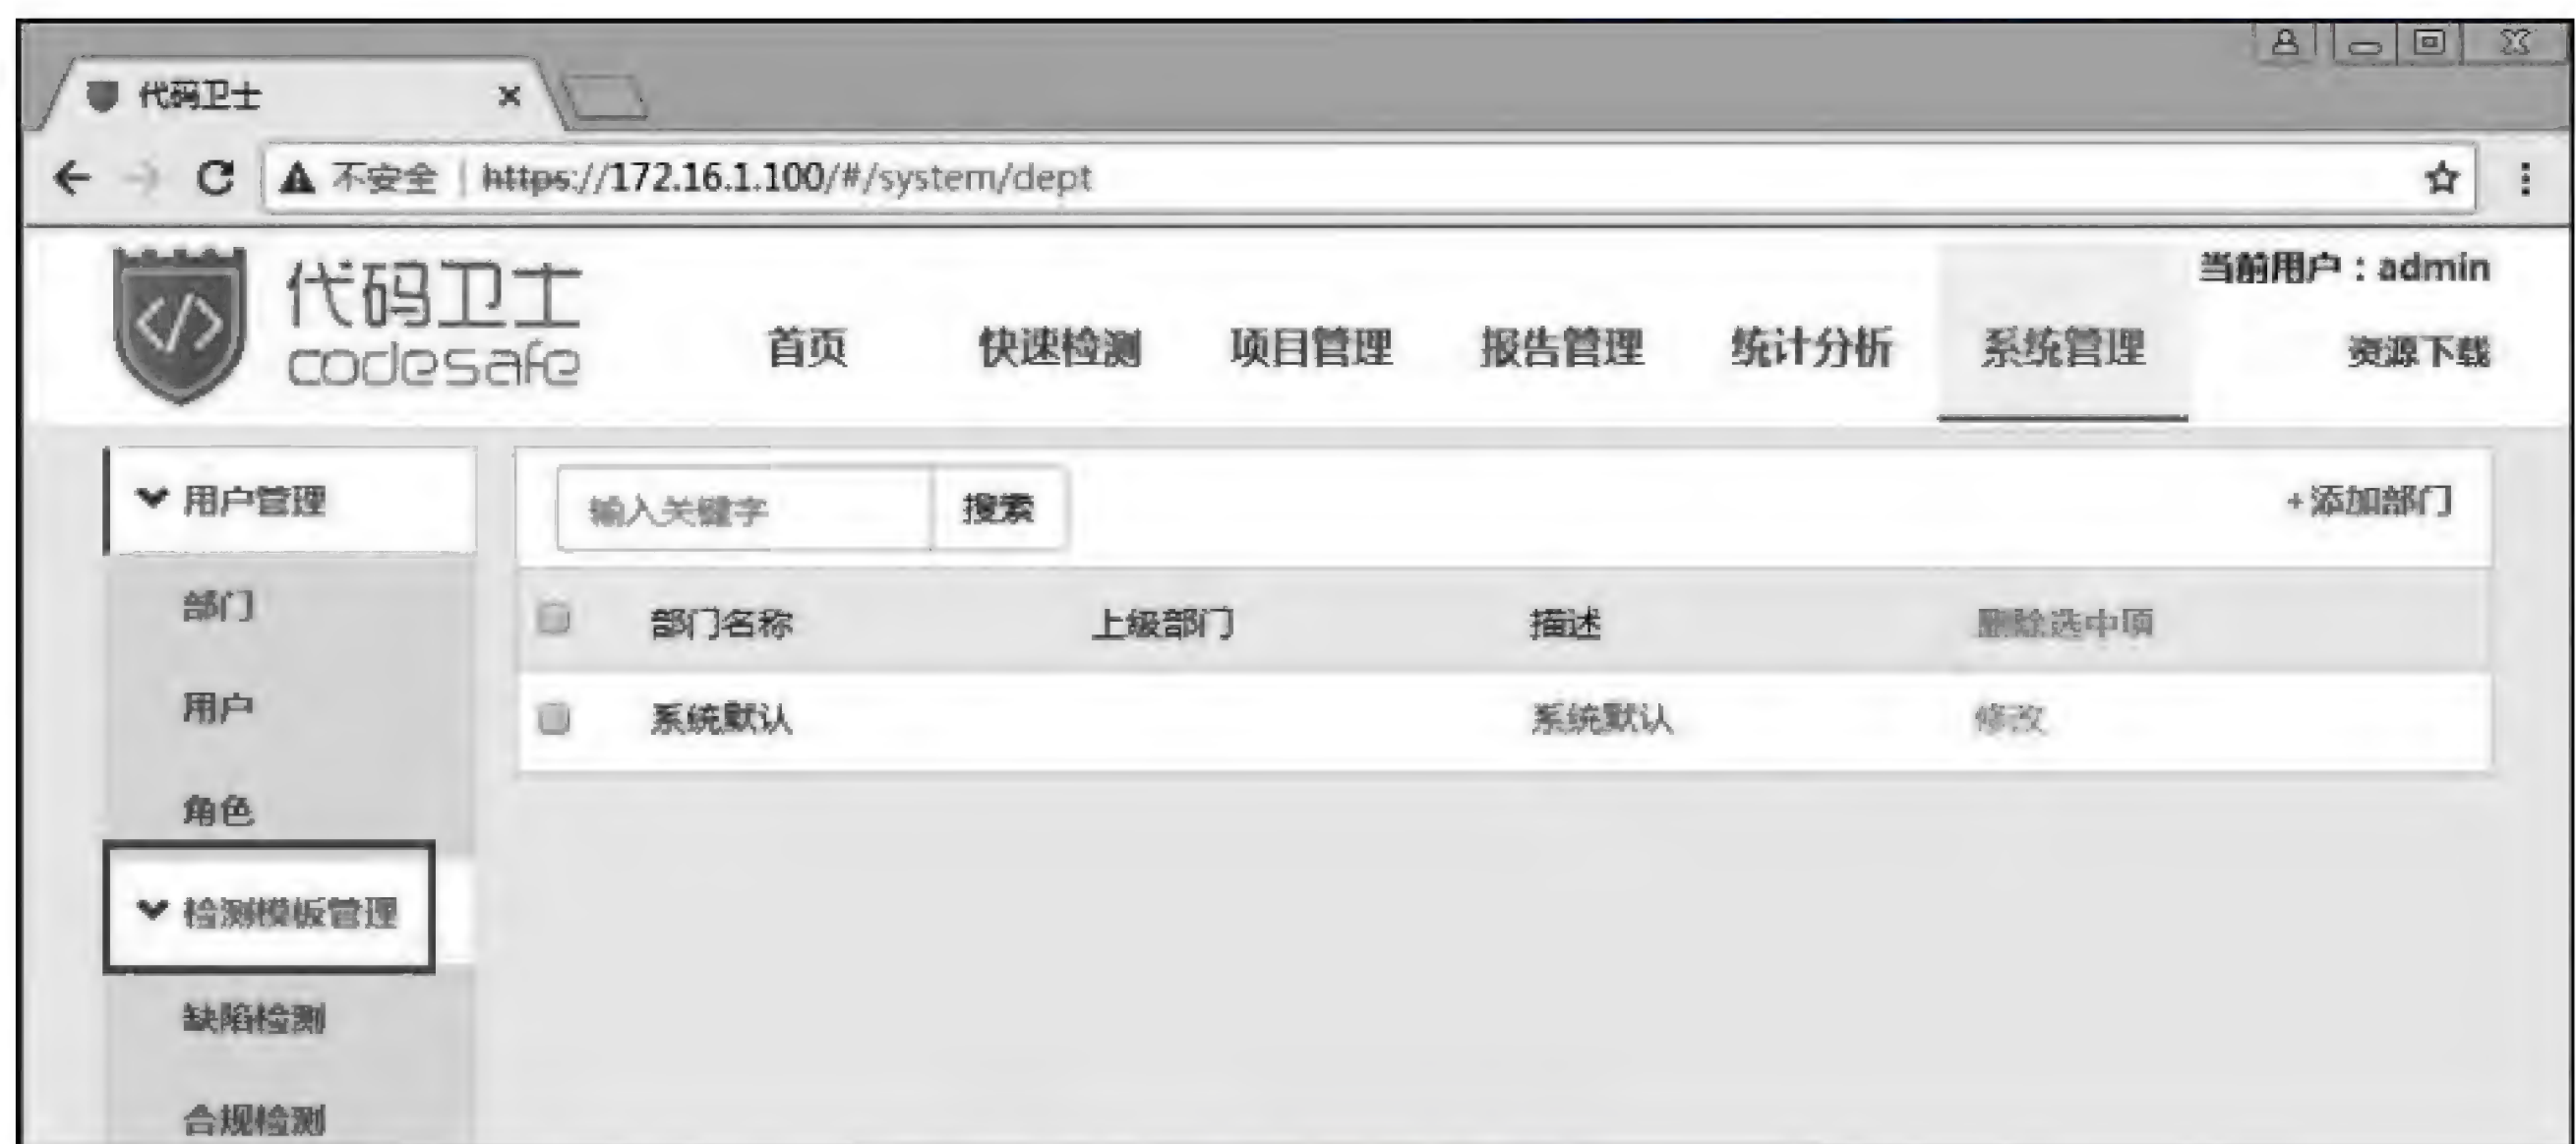 代码卫士
不安全 | https://172.16.1.100/#/system/dept
代码卫士
codesafe
首页 快速检测 项目管理 报告管理 统计分析 系统管理
当前用户：admin
资源下载
用户管理
部门
用户
角色
检测模板管理
缺陷检测
合规检测
输入关键字 搜索 +添加部门
部门名称 上级部门 描述 删除选中项
系统默认 系统默认 修改